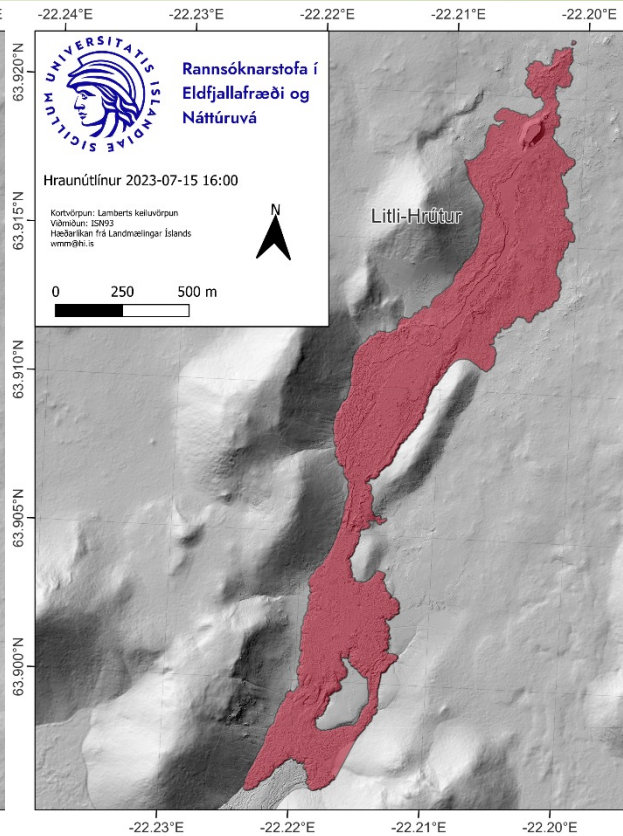 -22.24°E -22.23°E -22.22°E -22.21°E -22.20°E
UNIVERSITATIS ISLANDIAE SIGILLUM
Rannsóknarstofa í
Eldfjallafræði og
Náttúruvá
Hraunútlínur 2023-07-15 16:00
Kortvörpun: Lamberts keiluvörpun
Viðmiðun: ISN93
Hæðarlíkan frá Landmælingar Íslands
wmm@hi.is
N
0 250 500 m
Litli-Hrútur
63.920°N
63.915°N
63.910°N
63.905°N
63.900°N
-22.23°E -22.22°E -22.21°E -22.20°E